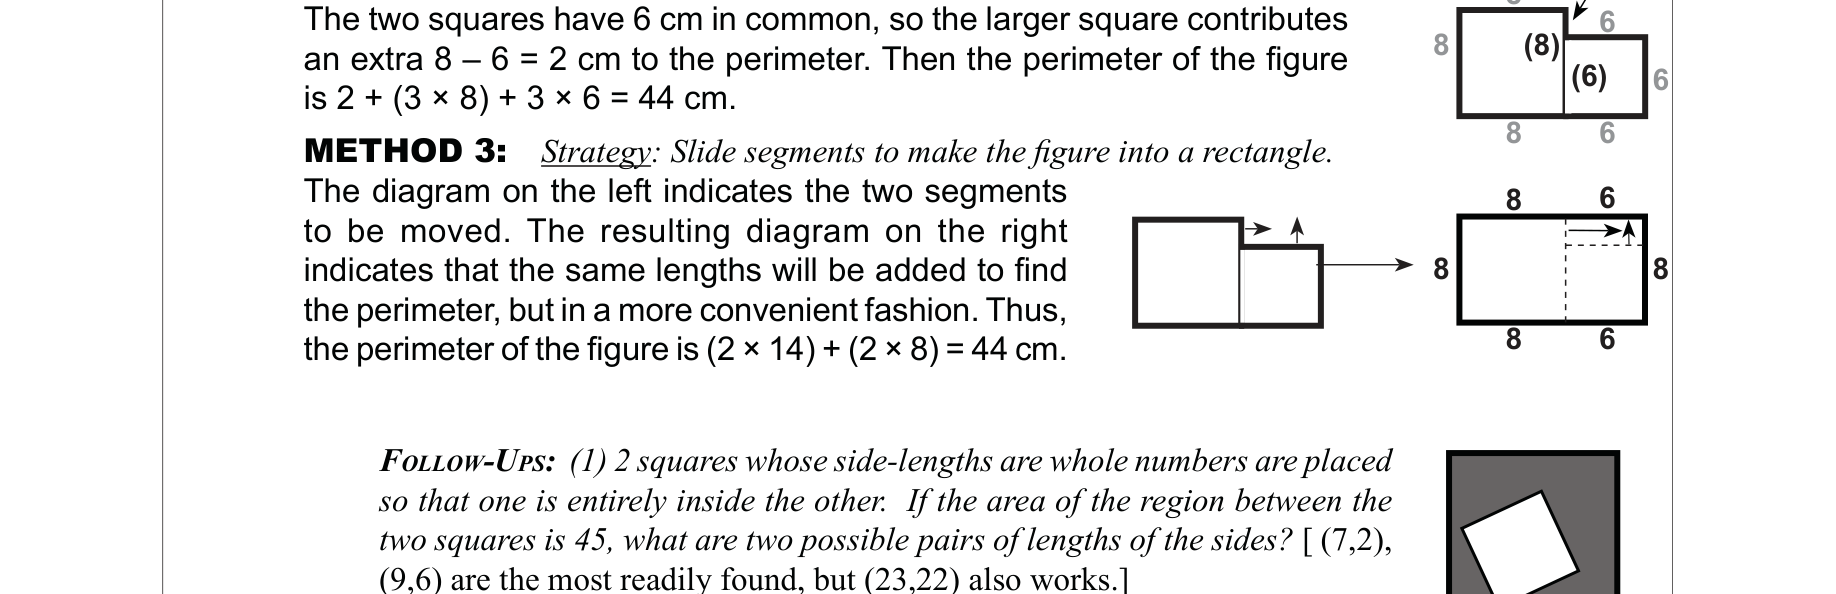 The two squares have 6 cm in common, so the larger square contributes
an extra 8 – 6 = 2 cm to the perimeter. Then the perimeter of the figure
is 2 + (3 × 8) + 3 × 6 = 44 cm.
6
8
(8)
(6)
6
8
6
METHOD 3: Strategy: Slide segments to make the figure into a rectangle.
The diagram on the left indicates the two segments
to be moved. The resulting diagram on the right
indicates that the same lengths will be added to find
the perimeter, but in a more convenient fashion. Thus,
the perimeter of the figure is (2 × 14) + (2 × 8) = 44 cm.
8 6
8 8
8 6
FOLLOW-UPS: (1) 2 squares whose side-lengths are whole numbers are placed
so that one is entirely inside the other. If the area of the region between the
two squares is 45, what are two possible pairs of lengths of the sides? [ (7,2),
(9,6) are the most readily found, but (23,22) also works.]